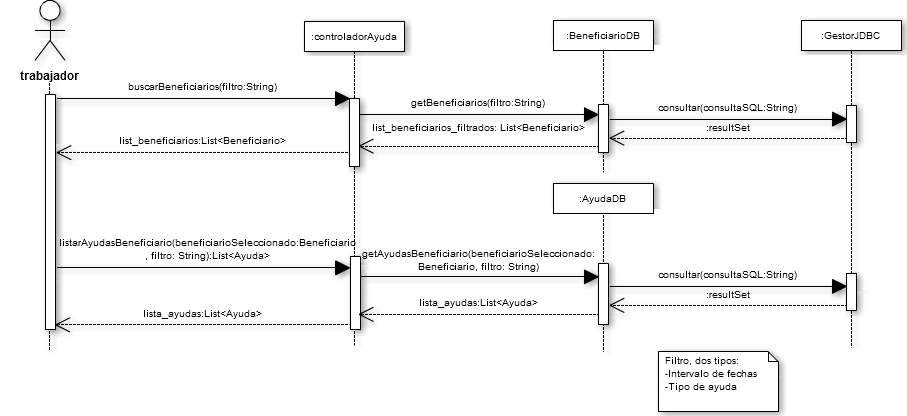 :controladorAyuda
:BeneficiarioDB
:GestorJDBC
trabajador
buscarBeneficiarios(filtro:String)
getBeneficiarios(filtro:String)
consultar(consultaSQL:String)
list_beneficiarios_filtrados: List<Beneficiario>
:resultSet
list_beneficiarios:List<Beneficiario>
:AyudaDB
listarAyudasBeneficiario(beneficiarioSeleccionado:Beneficiario
, filtro: String):List<Ayuda>
getAyudasBeneficiario(beneficiarioSeleccionado:
Beneficiario, filtro: String)
consultar(consultaSQL:String)
:resultSet
lista_ayudas:List<Ayuda>
lista_ayudas:List<Ayuda>
Filtro, dos tipos:
-Intervalo de fechas
-Tipo de ayuda